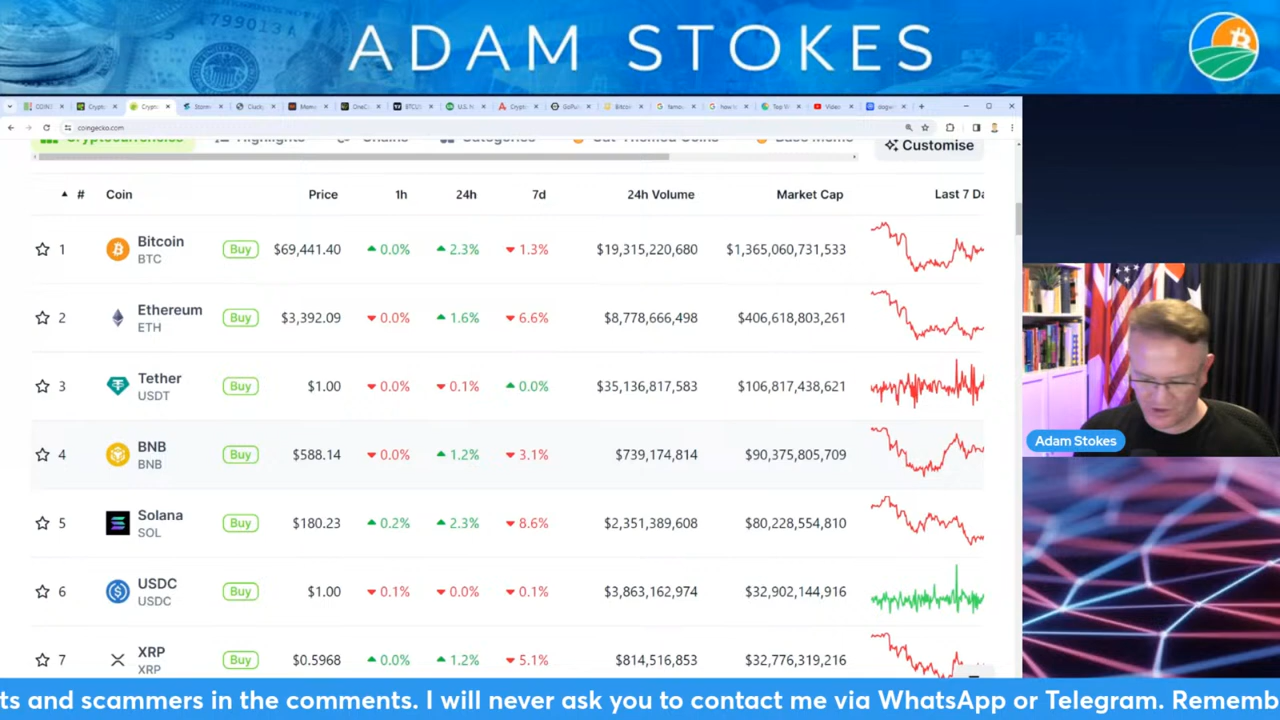 ADAM STOKES
coingecko.com
Cryptocurrencies Highlights Chains Categories
Customise
# Coin Price 1h 24h 7d 24h Volume Market Cap Last 7 Da
1 Bitcoin BTC Buy $69,441.40 0.0% 2.3% 1.3% $19,315,220,680 $1,365,060,731,533
2 Ethereum ETH Buy $3,392.09 0.0% 1.6% 6.6% $8,778,666,498 $406,618,803,261
3 Tether USDT Buy $1.00 0.0% 0.1% 0.0% $35,136,817,583 $106,817,438,621
4 BNB BNB Buy $588.14 0.0% 1.2% 3.1% $739,174,814 $90,375,805,709
5 Solana SOL Buy $180.23 0.2% 2.3% 8.6% $2,351,389,608 $80,228,554,810
6 USDC USDC Buy $1.00 0.1% 0.0% 0.1% $3,863,162,974 $32,902,144,916
7 XRP XRP Buy $0.5968 0.0% 1.2% 5.1% $814,516,853 $32,776,319,216
Adam Stokes
ts and scammers in the comments. I will never ask you to contact me via WhatsApp or Telegram. Rememb